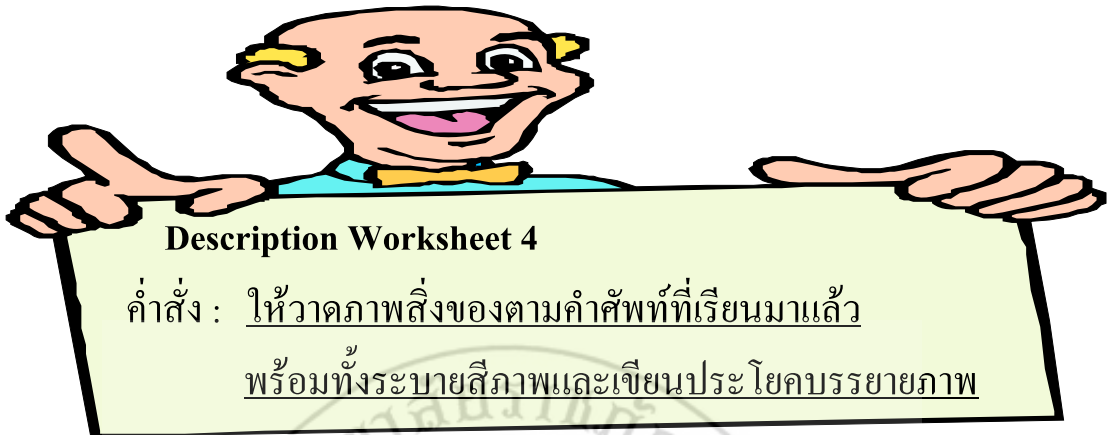 Description Worksheet 4
คำสั่ง : ให้วาดภาพสิ่งของตามคำศัพท์ที่เรียนมาแล้ว
พร้อมทั้งระบายสีภาพและเขียนประโยคบรรยายภาพ